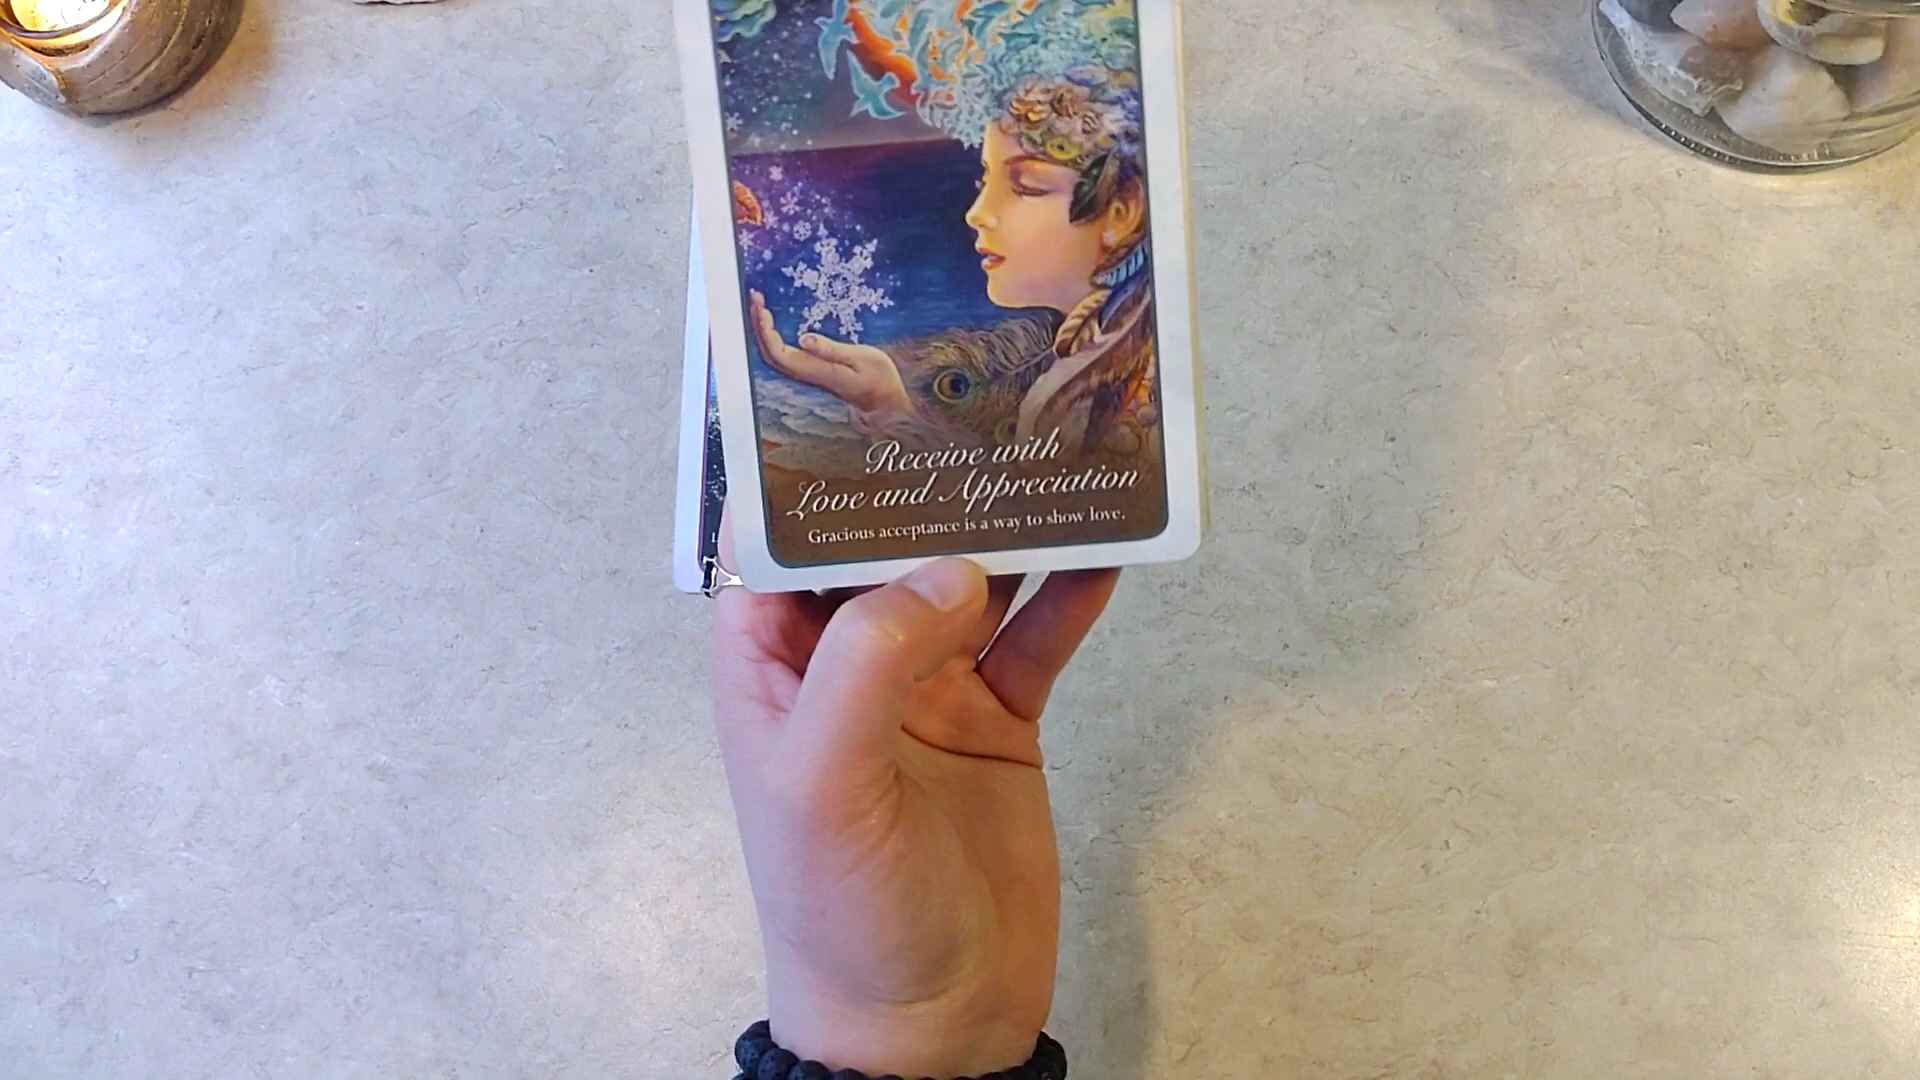 Receive with
Love and Appreciation
Gracious acceptance is a way to show love.